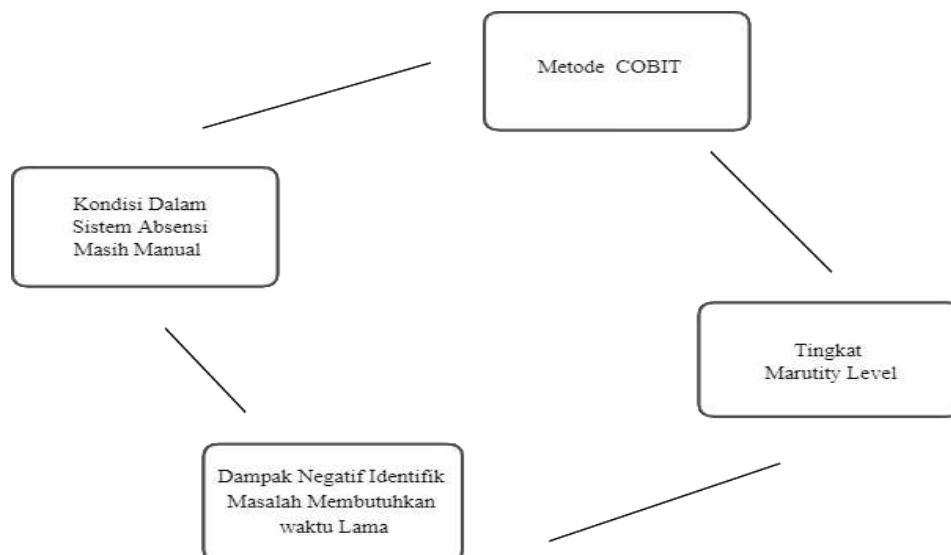 Metode COBIT
Kondisi Dalam
Sistem Absensi
Masih Manual
Tingkat
Marutity Level
Dampak Negatif Identifik
Masalah Membutuhkan
waktu Lama